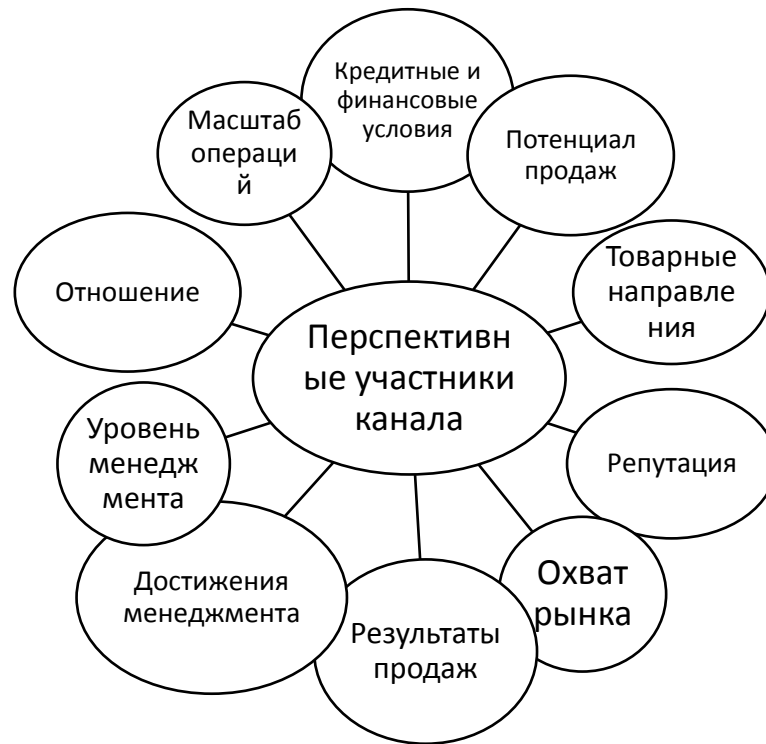 Кредитные и
финансовые
условия
Потенциал
продаж
Товарные
направле
ния
Репутация
Охват
рынка
Результаты
продаж
Достижения
менеджмента
Уровень
менедж
мента
Отношение
Масштаб
операци
й
Перспективн
ые участники
канала